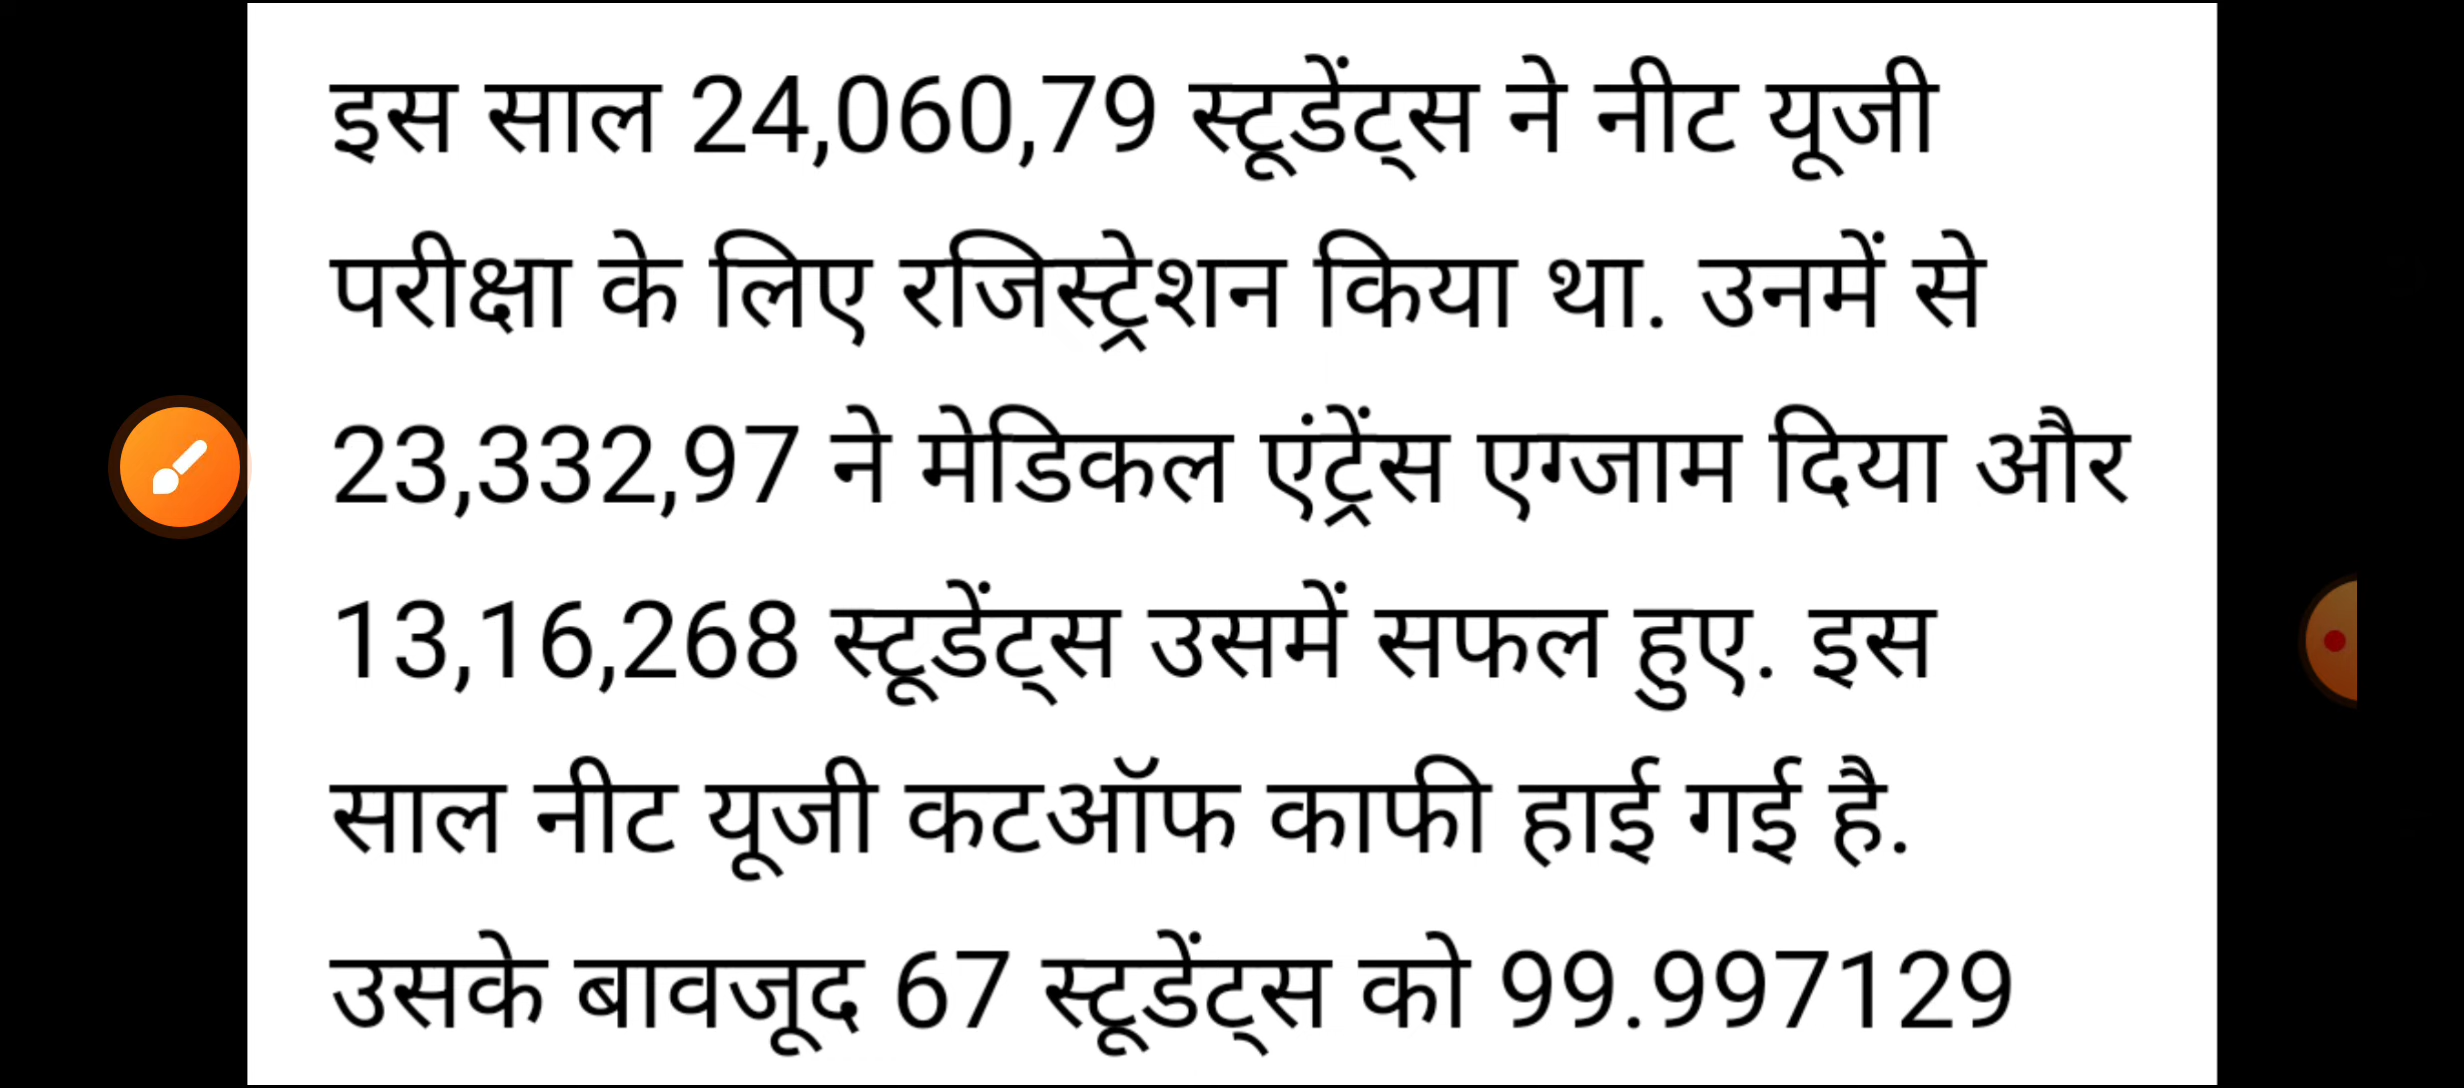 इस साल 24,060,79 स्टूडेंट्स ने नीट यूजी
परीक्षा के लिए रजिस्ट्रेशन किया था. उनमें से
23,332,97 ने मेडिकल एंट्रेंस एग्जाम दिया और
13,16,268 स्टूडेंट्स उसमें सफल हुए. इस
साल नीट यूजी कटऑफ काफी हाई गई है.
उसके बावजूद 67 स्टूडेंट्स को 99.997129